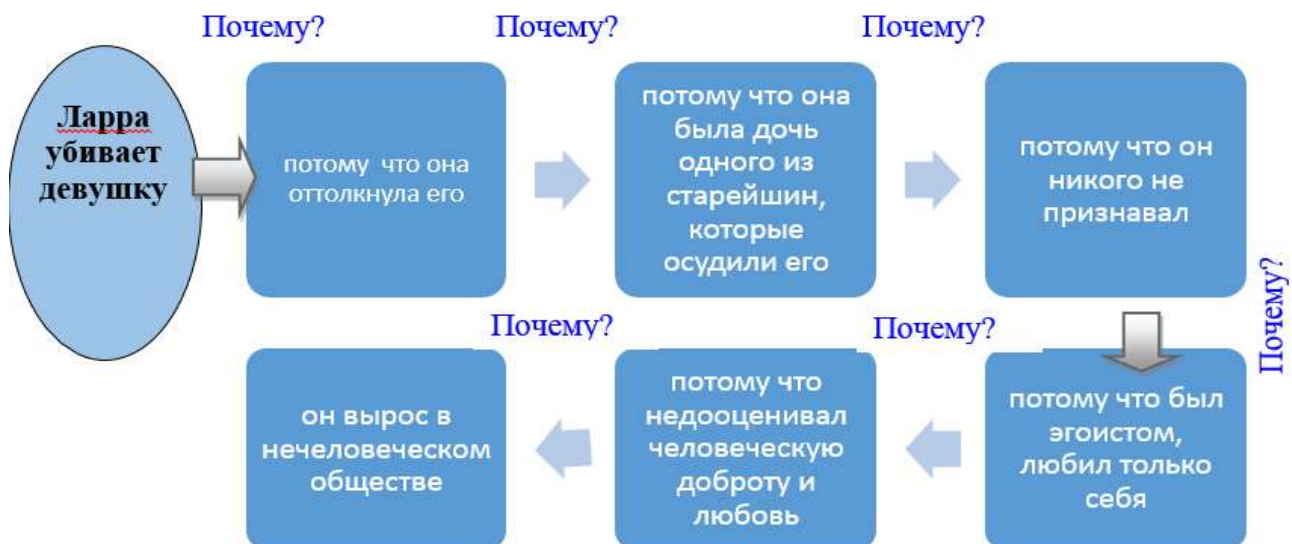 Почему?
Почему?
Почему?
Ларра
убивает
девушку
потому что она
оттолкнула его
потому что она
была дочь
одного из
старейшин,
которые
осудили его
потому что он
никого не
признавал
Почему?
потому что был
эгоистом,
любил только
себя
Почему?
потому что
недооценивал
человеческую
доброту и
любовь
Почему?
он вырос в
нечеловеческом
обществе